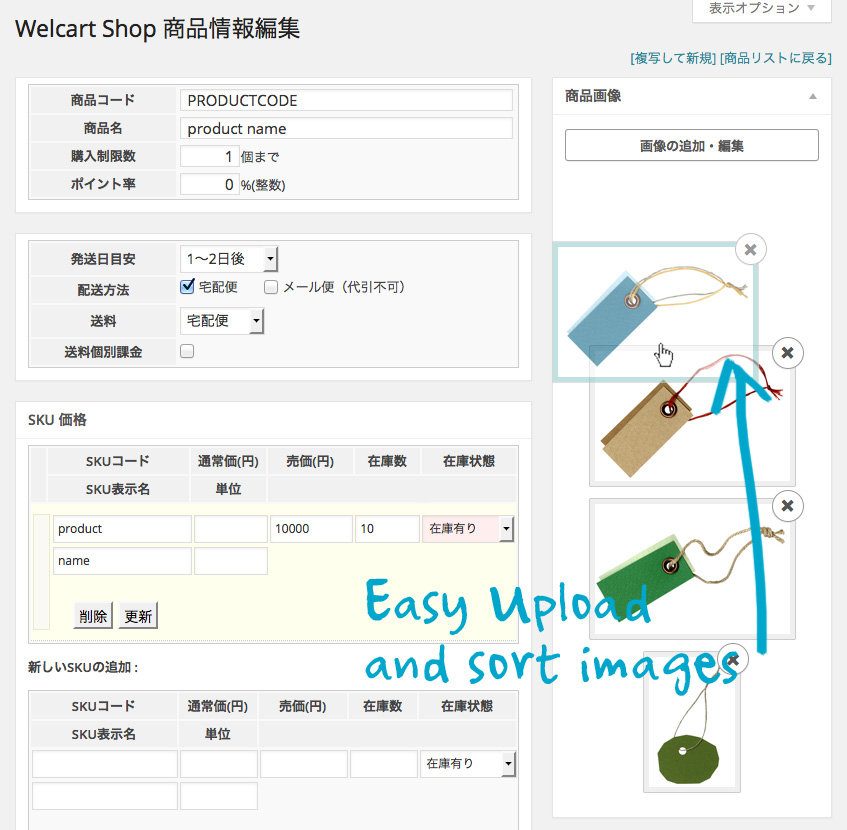 表示オプション
Welcart Shop 商品情報編集
[複写して新規] [商品リストに戻る]
商品コード PRODUCTCODE
商品名 product name
購入制限数 1 個まで
ポイント率 0 %(整数)
発送日目安 1〜2日後
配送方法 宅配便 メール便（代引不可）
送料 宅配便
送料個別課金
SKU 価格
SKUコード 通常価(円) 売価(円) 在庫数 在庫状態
SKU表示名 単位
product 10000 10 在庫有り
name
削除 更新
新しいSKUの追加 :
SKUコード 通常価(円) 売価(円) 在庫数 在庫状態
SKU表示名 単位
在庫有り
商品画像
画像の追加・編集
Easy Upload
and sort images